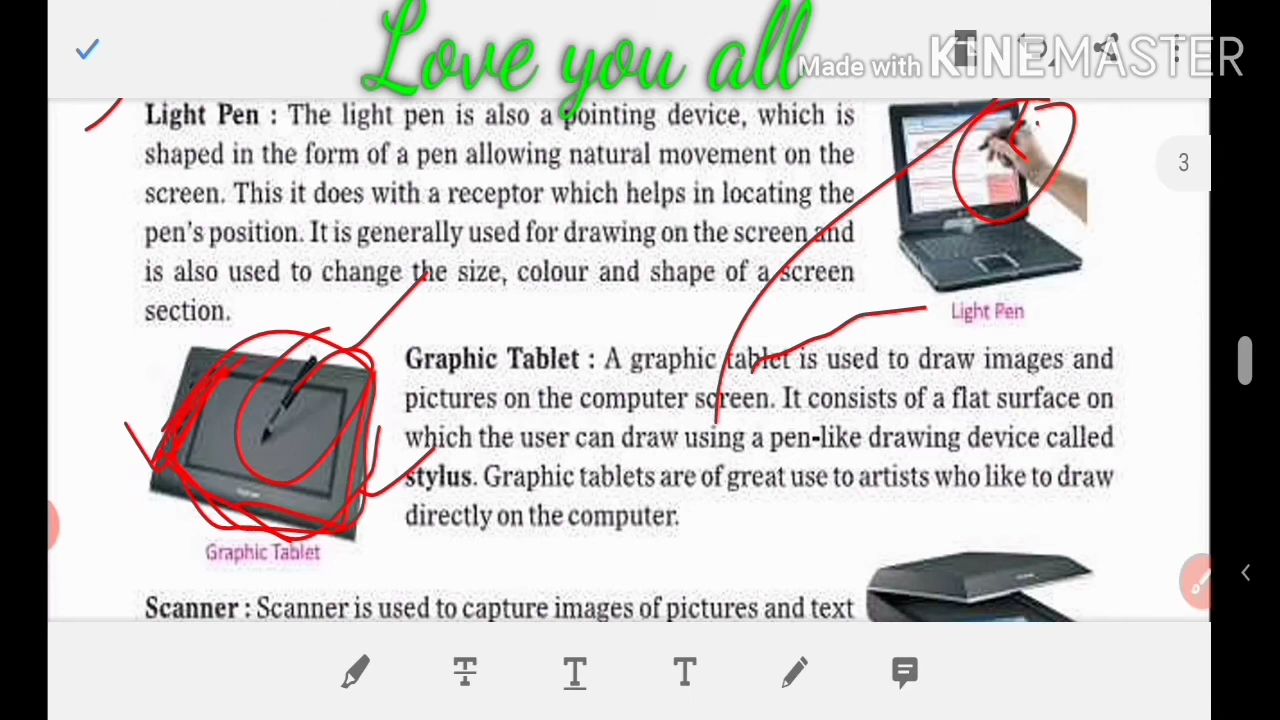 Love you all
Made with KINEMASTER
Light Pen : The light pen is also a pointing device, which is
shaped in the form of a pen allowing natural movement on the
screen. This it does with a receptor which helps in locating the
pen's position. It is generally used for drawing on the screen and
is also used to change the size, colour and shape of a screen
section.
Light Pen
3
Graphic Tablet : A graphic tablet is used to draw images and
pictures on the computer screen. It consists of a flat surface on
which the user can draw using a pen-like drawing device called
stylus. Graphic tablets are of great use to artists who like to draw
directly on the computer.
Graphic Tablet
Scanner : Scanner is used to capture images of pictures and text